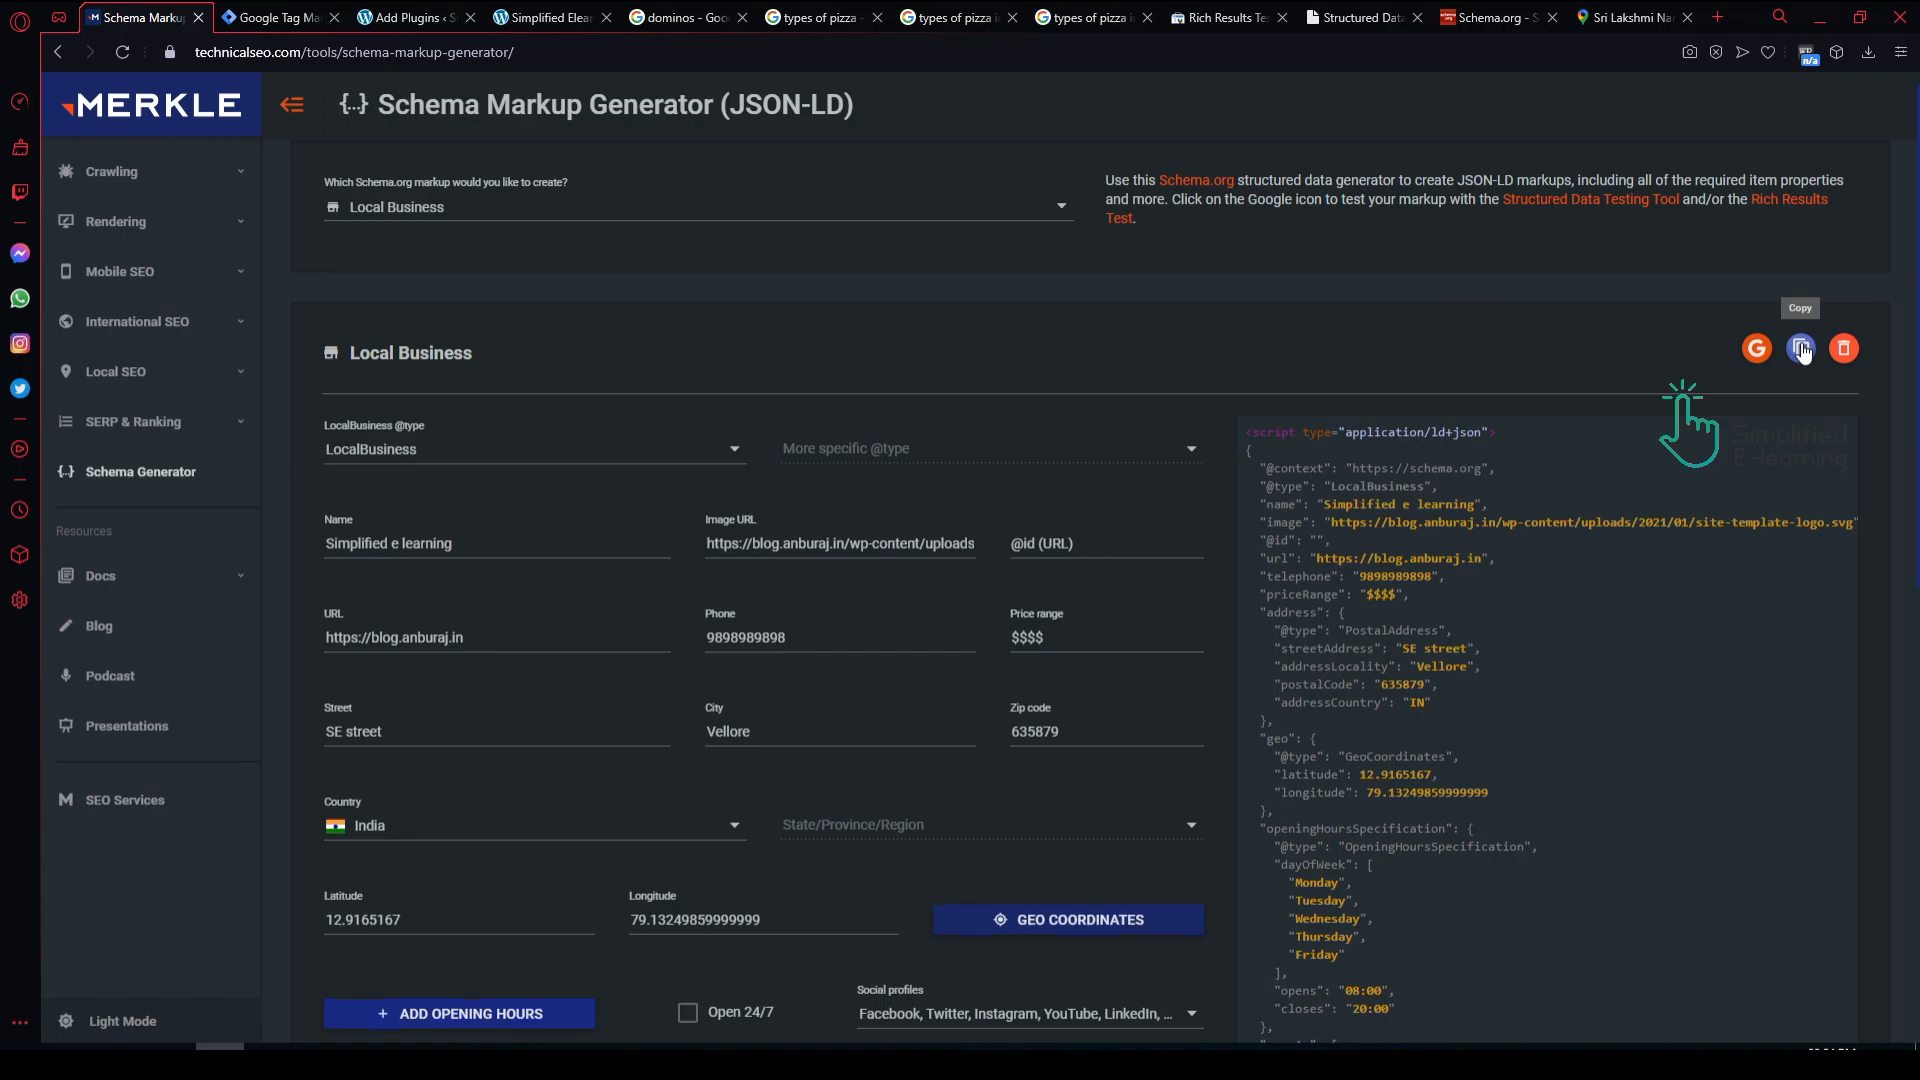 Schema Marku
Google Tag Ma
Add Plugins ‹ S
Simplified Elear
dominos - Goo
types of pizza -
types of pizza i
types of pizza i
Rich Results Te
Structured Data
Schema.org - S
Sri Lakshmi Na
technicalseo.com/tools/schema-markup-generator/
n/a
MERKLE
{...} Schema Markup Generator (JSON-LD)
Crawling
Rendering
Mobile SEO
International SEO
Local SEO
SERP & Ranking
{··} Schema Generator
Resources
Docs
Blog
Podcast
Presentations
SEO Services
Light Mode
Which Schema.org markup would you like to create?
Local Business
Use this Schema.org structured data generator to create JSON-LD markups, including all of the required item properties
and more. Click on the Google icon to test your markup with the Structured Data Testing Tool and/or the Rich Results
Test.
Copy
Local Business
LocalBusiness @type
LocalBusiness
More specific @type
Name
Simplified e learning
Image URL
https://blog.anburaj.in/wp-content/uploads
@id (URL)
URL
https://blog.anburaj.in
Phone
9898989898
Price range
$$$$
Street
SE street
City
Vellore
Zip code
635879
Country
India
State/Province/Region
Latitude
12.9165167
Longitude
79.13249859999999
GEO COORDINATES
+ ADD OPENING HOURS
Open 24/7
Social profiles
Facebook, Twitter, Instagram, YouTube, LinkedIn, ...
Simplified
E-learning
<script type="application/ld+json">
{
"@context": "https://schema.org",
"@type": "LocalBusiness",
"name": "Simplified e learning",
"image": "https://blog.anburaj.in/wp-content/uploads/2021/01/site-template-logo.svg"
"@id": "",
"url": "https://blog.anburaj.in",
"telephone": "9898989898",
"priceRange": "$$$$",
"address": {
"@type": "PostalAddress",
"streetAddress": "SE street",
"addressLocality": "Vellore",
"postalCode": "635879",
"addressCountry": "IN"
},
"geo": {
"@type": "GeoCoordinates",
"latitude": 12.9165167,
"longitude": 79.13249859999999
},
"openingHoursSpecification": {
"@type": "OpeningHoursSpecification",
"dayOfWeek": [
"Monday",
"Tuesday",
"Wednesday",
"Thursday",
"Friday"
],
"opens": "08:00",
"closes": "20:00"
},